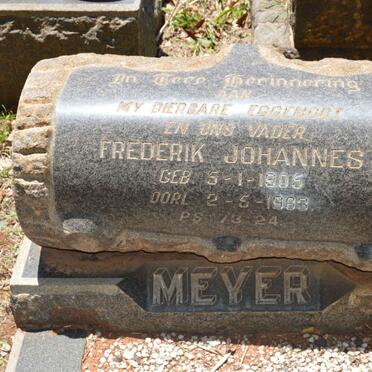 In Teere Herinnering
AAN
MY DIERBARE EGGENOOT
EN ONS VADER
FREDERIK JOHANNES
GEB 5-1-1905
OORL 2-5-1963
PS 73-24
MEYER